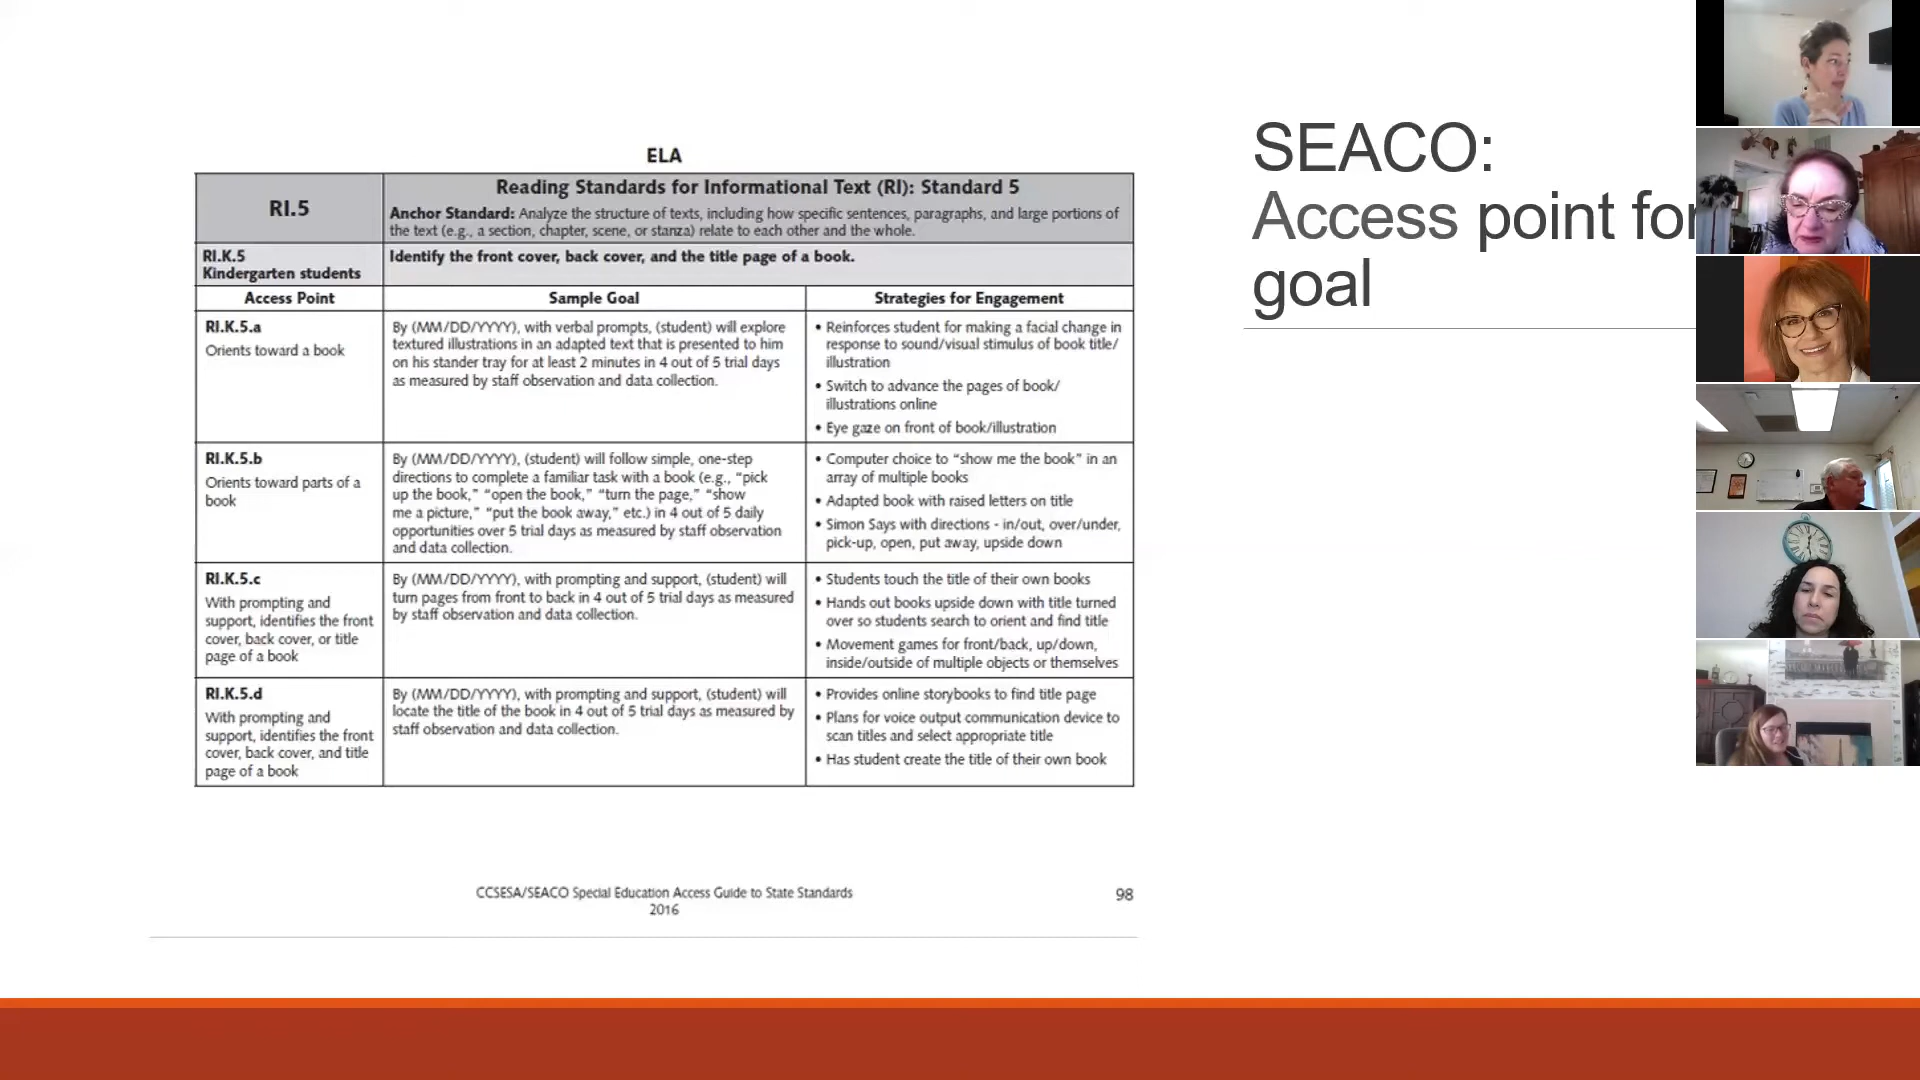 ELA
RI.5
Reading Standards for Informational Text (RI): Standard 5
Anchor Standard: Analyze the structure of texts, including how specific sentences, paragraphs, and large portions of
the text (e.g., a section, chapter, scene, or stanza) relate to each other and the whole.
RI.K.5
Kindergarten students
Identify the front cover, back cover, and the title page of a book.
Access Point
Sample Goal
Strategies for Engagement
RI.K.5.a
Orients toward a book
By (MM/DD/YYYY), with verbal prompts, (student) will explore
textured illustrations in an adapted text that is presented to him
on his stander tray for at least 2 minutes in 4 out of 5 trial days
as measured by staff observation and data collection.
• Reinforces student for making a facial change in
response to sound/visual stimulus of book title/
illustration
• Switch to advance the pages of book/
illustrations online
• Eye gaze on front of book/illustration
RI.K.5.b
Orients toward parts of a
book
By (MM/DD/YYYY), (student) will follow simple, one-step
directions to complete a familiar task with a book (e.g., “pick
up the book,” “open the book,” “turn the page,” “show
me a picture,” “put the book away,” etc.) in 4 out of 5 daily
opportunities over 5 trial days as measured by staff observation
and data collection.
• Computer choice to “show me the book” in an
array of multiple books
• Adapted book with raised letters on title
• Simon Says with directions - in/out, over/under,
pick-up, open, put away, upside down
RI.K.5.c
With prompting and
support, identifies the front
cover, back cover, or title
page of a book
By (MM/DD/YYYY), with prompting and support, (student) will
turn pages from front to back in 4 out of 5 trial days as measured
by staff observation and data collection.
• Students touch the title of their own books
• Hands out books upside down with title turned
over so students search to orient and find title
• Movement games for front/back, up/down,
inside/outside of multiple objects or themselves
RI.K.5.d
With prompting and
support, identifies the front
cover, back cover, and title
page of a book
By (MM/DD/YYYY), with prompting and support, (student) will
locate the title of the book in 4 out of 5 trial days as measured by
staff observation and data collection.
• Provides online storybooks to find title page
• Plans for voice output communication device to
scan titles and select appropriate title
• Has student create the title of their own book
CCSESA/SEACO Special Education Access Guide to State Standards
2016
98
SEACO:
Access point for
goal